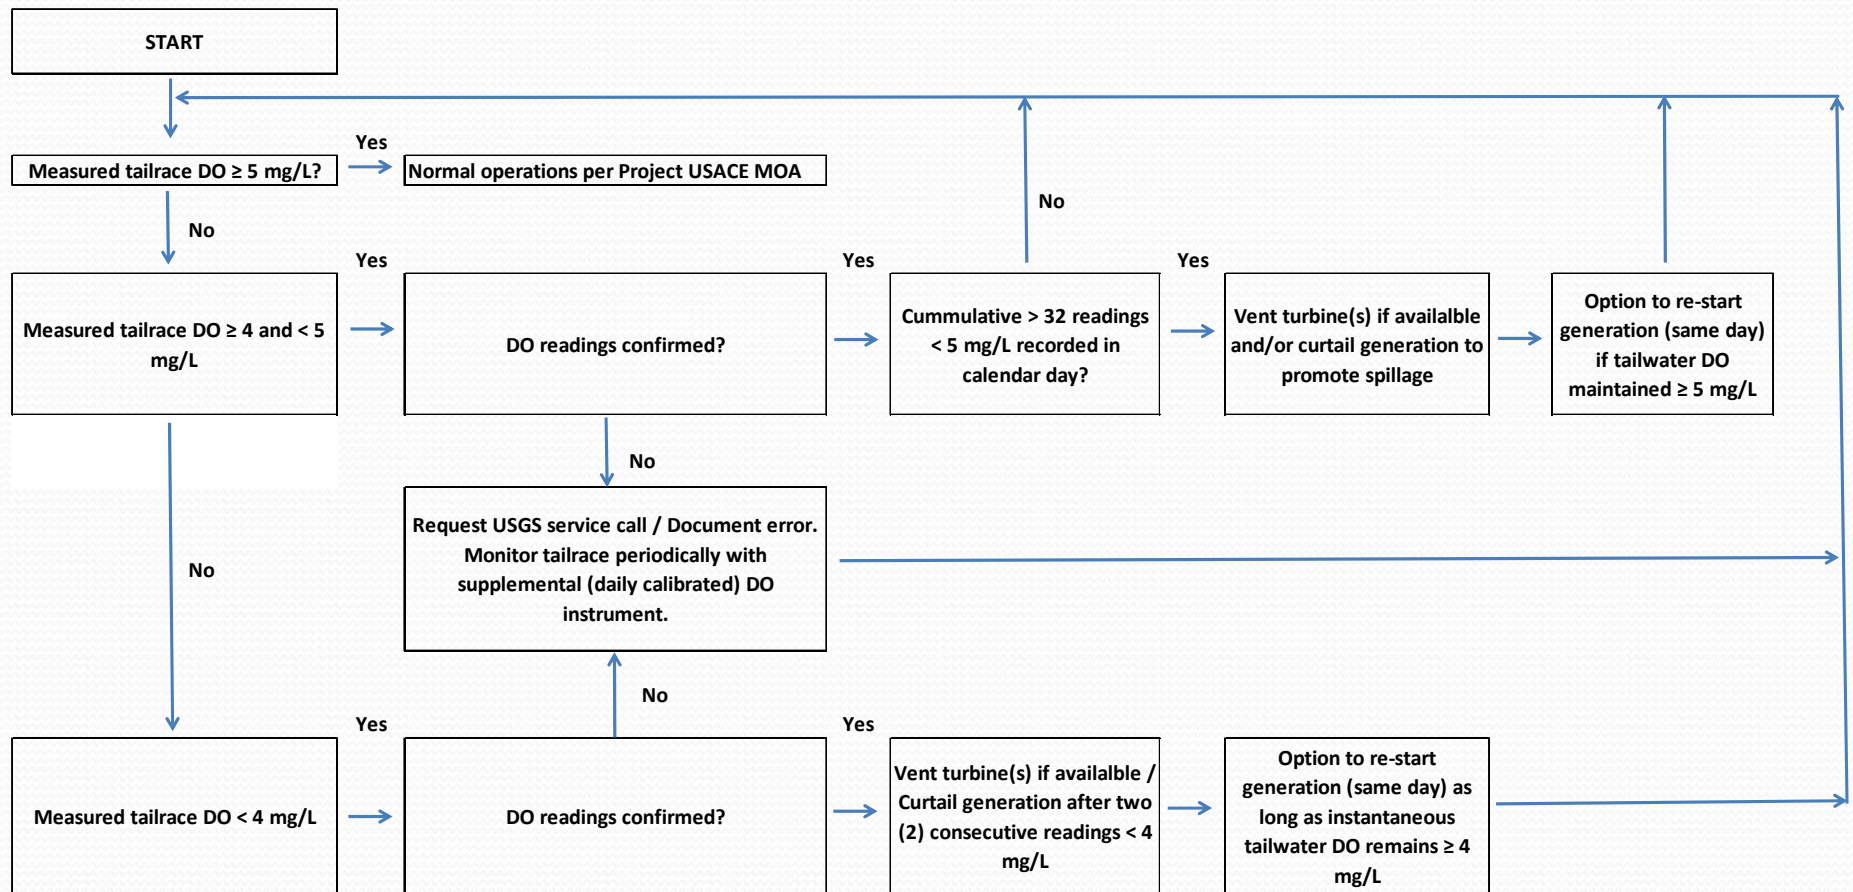 START
Yes
Measured tailrace DO ≥ 5 mg/L?
Normal operations per Project USACE MOA
No
No
Yes
Yes
Yes
Measured tailrace DO ≥ 4 and < 5
mg/L
DO readings confirmed?
Cummulative > 32 readings
< 5 mg/L recorded in
calendar day?
Vent turbine(s) if availalble
and/or curtail generation to
promote spillage
Option to re-start
generation (same day)
if tailwater DO
maintained ≥ 5 mg/L
No
Request USGS service call / Document error.
Monitor tailrace periodically with
supplemental (daily calibrated) DO
instrument.
No
No
Yes
Yes
Measured tailrace DO < 4 mg/L
DO readings confirmed?
Vent turbine(s) if availalble /
Curtail generation after two
(2) consecutive readings < 4
mg/L
Option to re-start
generation (same day) as
long as instantaneous
tailwater DO remains ≥ 4
mg/L